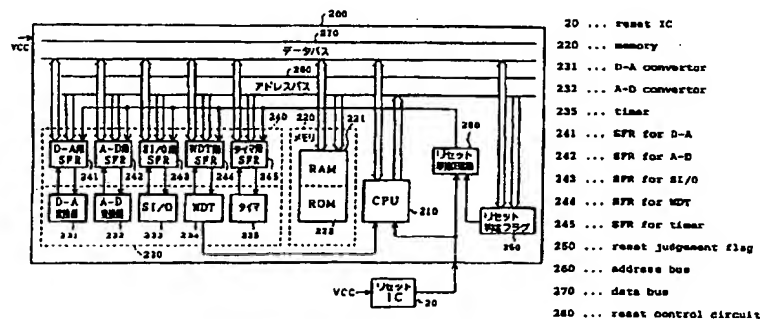 200
VCC
270
データバス
260
アドレスバス
240
220
D-A用
SFR
A-D用
SFR
SI/O用
SFR
WDT用
SFR
タイマ用
SFR
241
242
243
244
245
メモリ
221
RAM
ROM
222
D-A
変換器
A-D
変換器
SI/O
WDT
タイマ
231
232
233
234
235
230
CPU
210
280
リセット
リセット
判定フラグ
250
VCC
リセット
IC
20
20 ... reset IC
220 ... memory
231 ... D-A convertor
232 ... A-D convertor
235 ... timer
241 ... SFR for D-A
242 ... SFR for A-D
243 ... SFR for SI/O
244 ... SFR for WDT
245 ... SFR for timer
250 ... reset judgement flag
260 ... address bus
270 ... data bus
280 ... reset control circuit